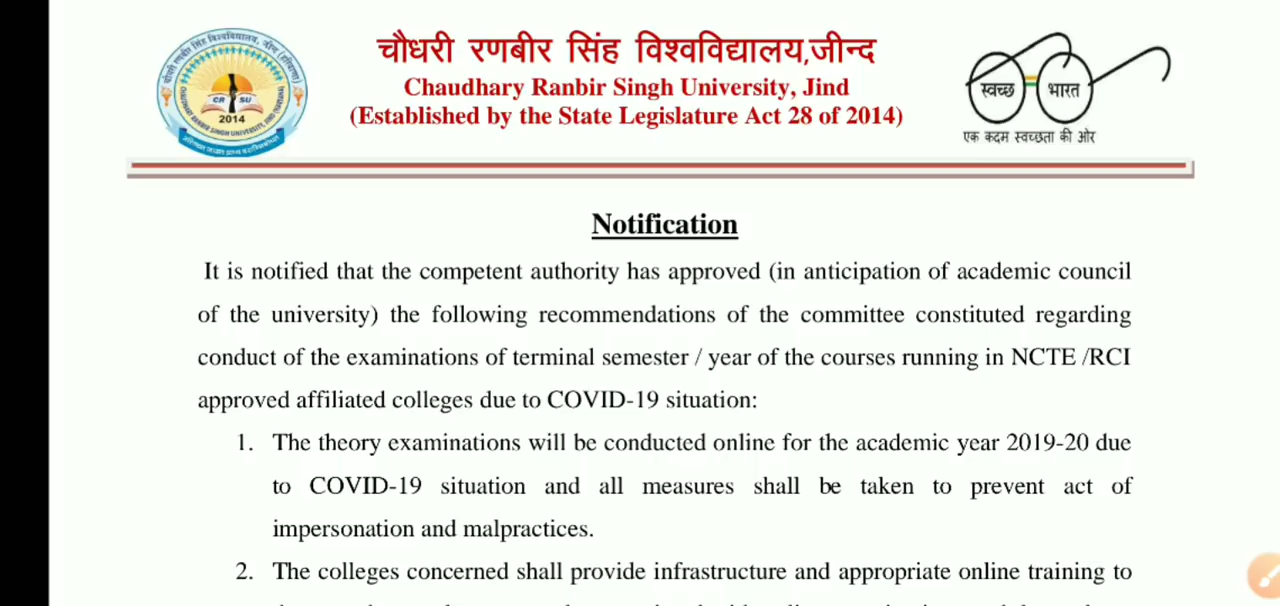 चौधरी रणबीर सिंह विश्वविद्यालय,जीन्द
Chaudhary Ranbir Singh University, Jind
(Established by the State Legislature Act 28 of 2014)
CR SU
2014
स्वच्छ भारत
एक कदम स्वच्छता की ओर
Notification
It is notified that the competent authority has approved (in anticipation of academic council
of the university) the following recommendations of the committee constituted regarding
conduct of the examinations of terminal semester / year of the courses running in NCTE /RCI
approved affiliated colleges due to COVID-19 situation:
1. The theory examinations will be conducted online for the academic year 2019-20 due
to COVID-19 situation and all measures shall be taken to prevent act of
impersonation and malpractices.
2. The colleges concerned shall provide infrastructure and appropriate online training to